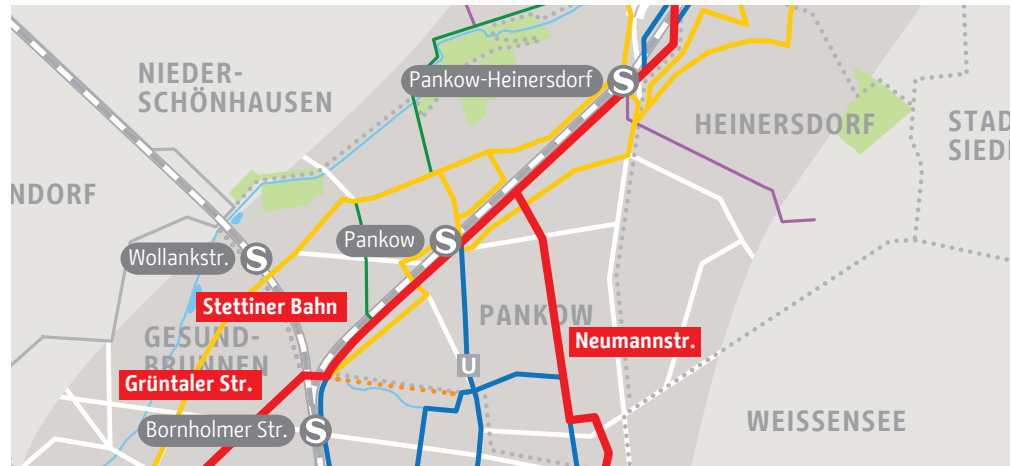 NIEDER-
SCHÖNHAUSEN
Pankow-Heinersdorf
S
HEINERSDORF
STAD
SIEDL
NDORF
Wollankstr.
S
Pankow
S
Stettiner Bahn
PANKOW
GESUND-
BRUNNEN
Neumannstr.
U
Grüntaler Str.
Bornholmer Str.
S
WEISSENSEE